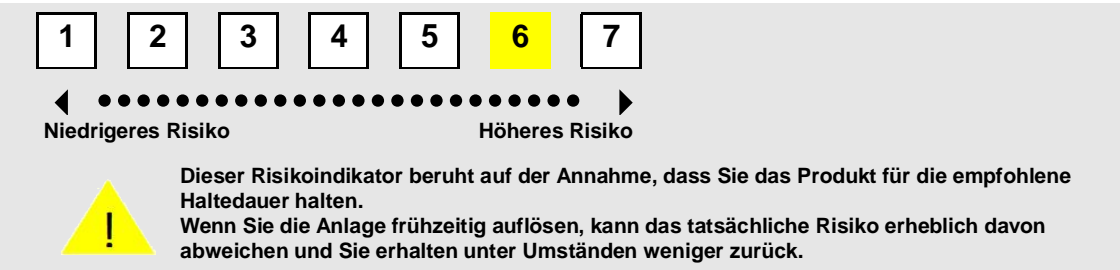 1 2 3 4 5 6 7
Niedrigeres Risiko Höheres Risiko
Dieser Risikoindikator beruht auf der Annahme, dass Sie das Produkt für die empfohlene
Haltedauer halten.
Wenn Sie die Anlage frühzeitig auflösen, kann das tatsächliche Risiko erheblich davon
abweichen und Sie erhalten unter Umständen weniger zurück.
!